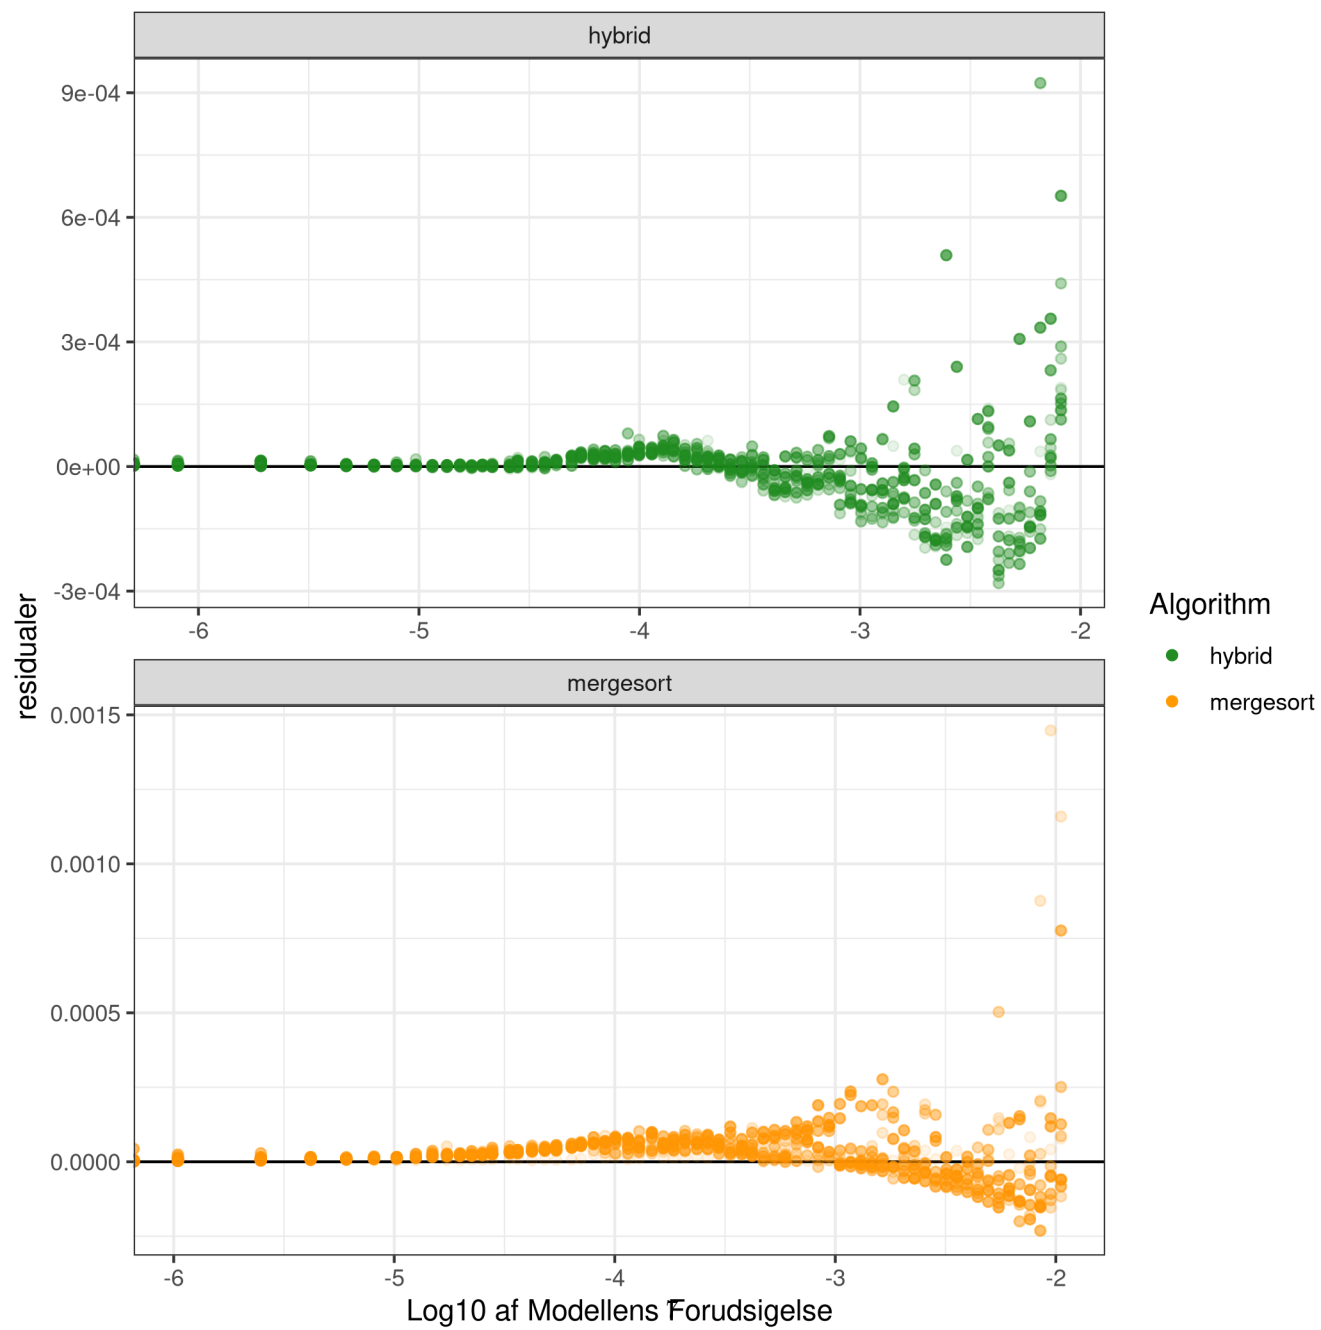 hybrid
9e-04
6e-04
3e-04
0e+00
-3e-04
-6 -5 -4 -3 -2
residualer
mergesort
0.0015
0.0010
0.0005
0.0000
-6 -5 -4 -3 -2
Log10 af Modellens Forudsigelse
Algorithm
hybrid
mergesort